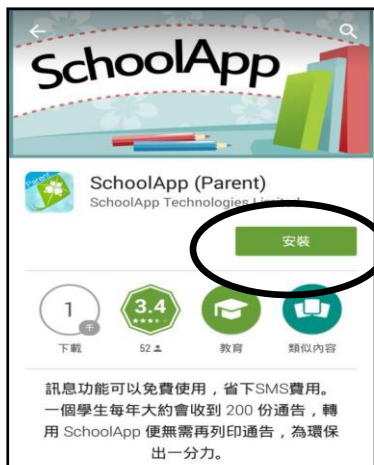 SchoolApp
Parent
SchoolApp (Parent)
SchoolApp Technologies Limited
安裝
1
千
3.4
下載
52
教育
類似內容
訊息功能可以免費使用,省下SMS費用。
一個學生每年大約會收到 200 份通告,轉
用 SchoolApp 便無需再列印通告,為環保
出一分力。